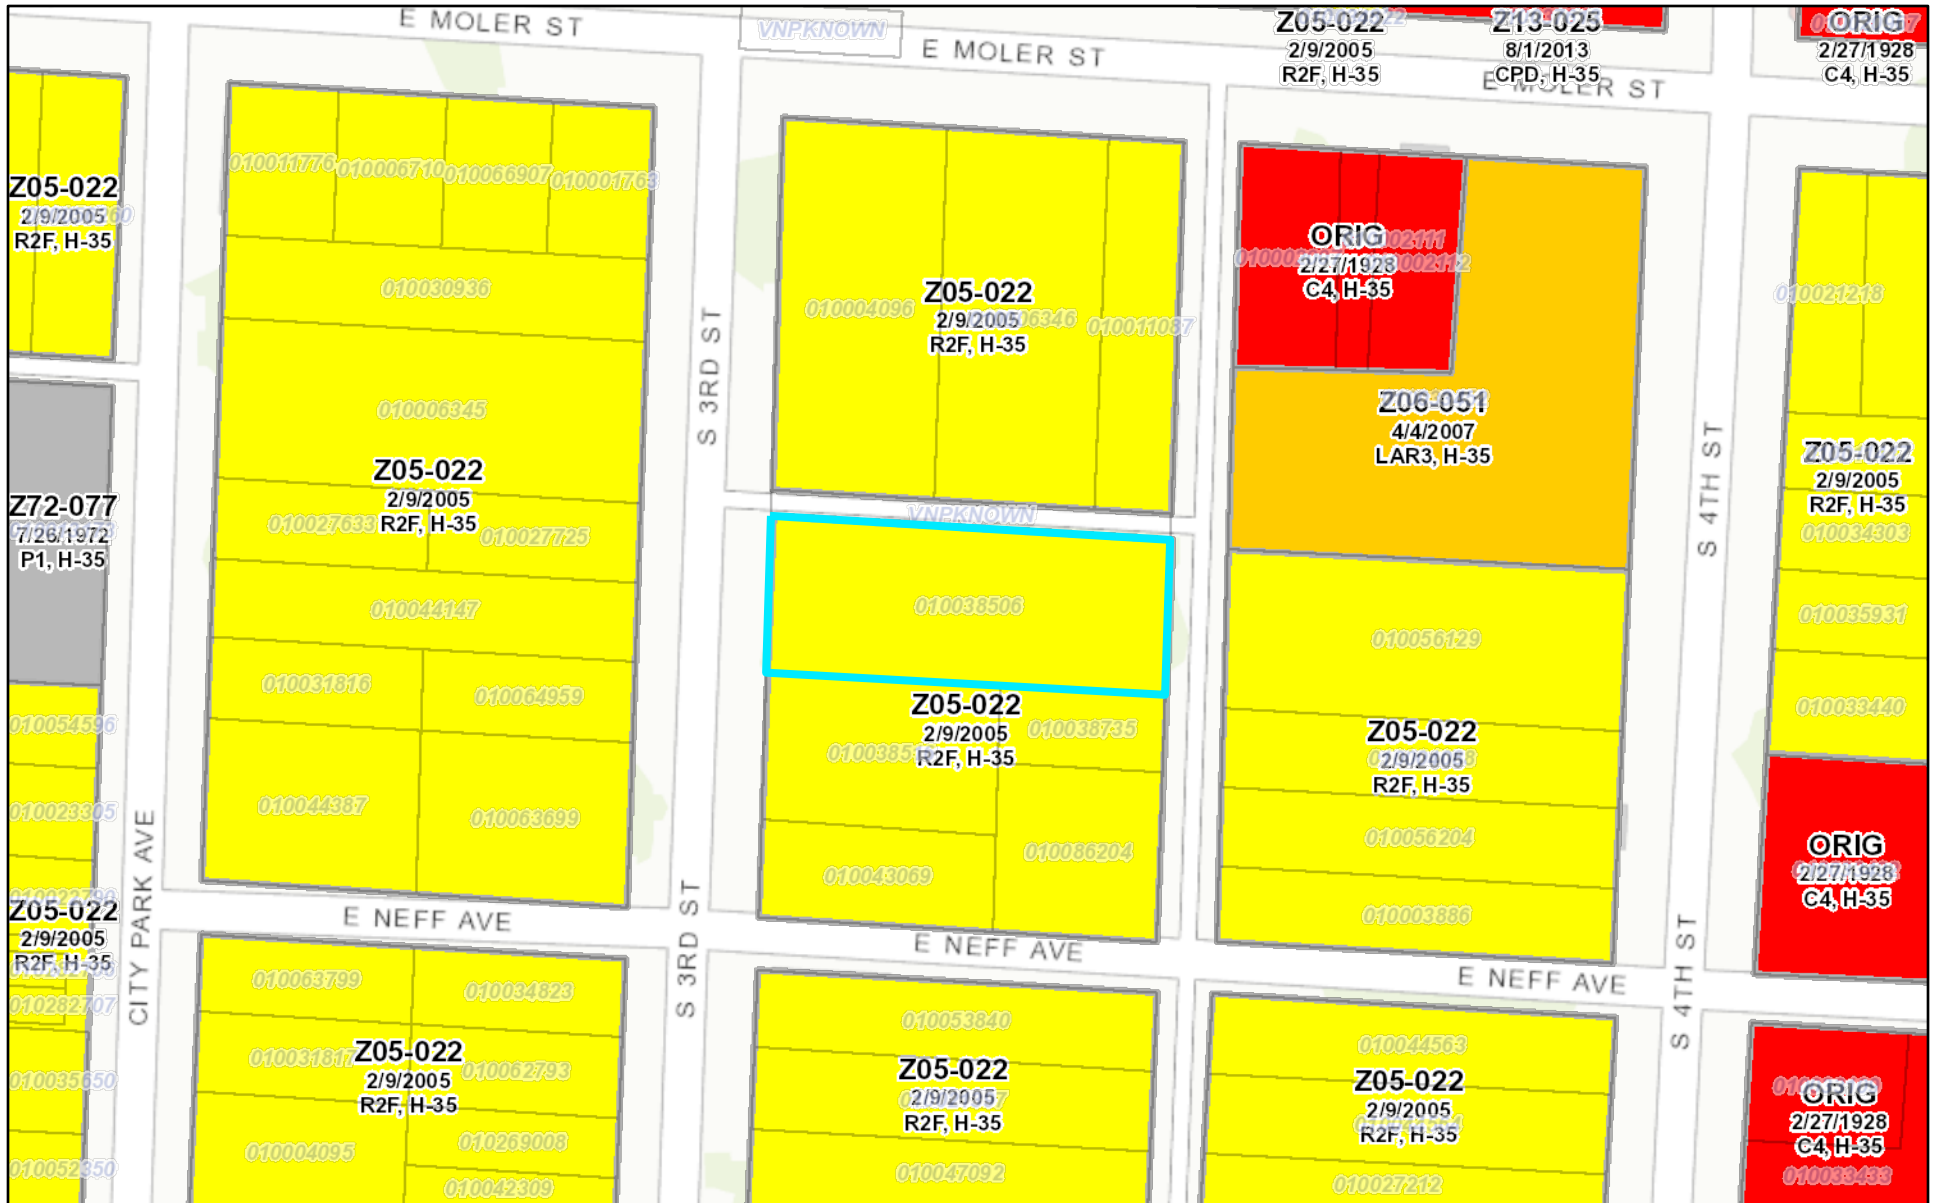 E MOLER ST
VNPKNOWN
E MOLER ST
Z05-022
2/9/2005
R2F, H-35
Z13-025
8/1/2013
CPD, H-35
E MOLER ST
ORIG
2/27/1928
C4, H-35
Z05-022
2/9/2005
R2F, H-35
010011776
010006710
010066907
010001763
010030936
010006345
Z05-022
2/9/2005
R2F, H-35
010027633
010027725
010044147
010031816
010064959
010044387
010063699
S 3RD ST
010004096
Z05-022
2/9/2005
R2F, H-35
010011087
VNPKNOWN
010038506
Z05-022
2/9/2005
R2F, H-35
010038735
010043069
010086204
ORIG
2/27/1928
C4, H-35
Z06-051
4/4/2007
LAR3, H-35
010056129
Z05-022
2/9/2005
R2F, H-35
010056204
010003886
S 4TH ST
010021218
Z05-022
2/9/2005
R2F, H-35
010034303
010035931
010033440
ORIG
2/27/1928
C4, H-35
Z72-077
7/26/1972
P1, H-35
010054596
010023305
CITY PARK AVE
Z05-022
2/9/2005
R2F, H-35
010282707
010035650
010052350
E NEFF AVE
S 3RD ST
E NEFF AVE
E NEFF AVE
S 4TH ST
010063799
010034823
010031817
Z05-022
2/9/2005
R2F, H-35
010062793
010004095
010269008
010042309
010053840
Z05-022
2/9/2005
R2F, H-35
010047092
010044563
Z05-022
2/9/2005
R2F, H-35
010027212
ORIG
2/27/1928
C4, H-35
010033433